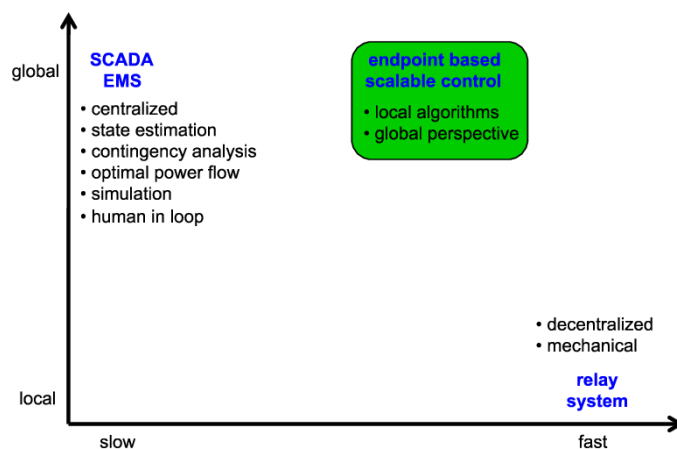 global
SCADA
EMS
• centralized
• state estimation
• contingency analysis
• optimal power flow
• simulation
• human in loop
endpoint based
scalable control
• local algorithms
• global perspective
• decentralized
• mechanical
relay
system
local
slow
fast